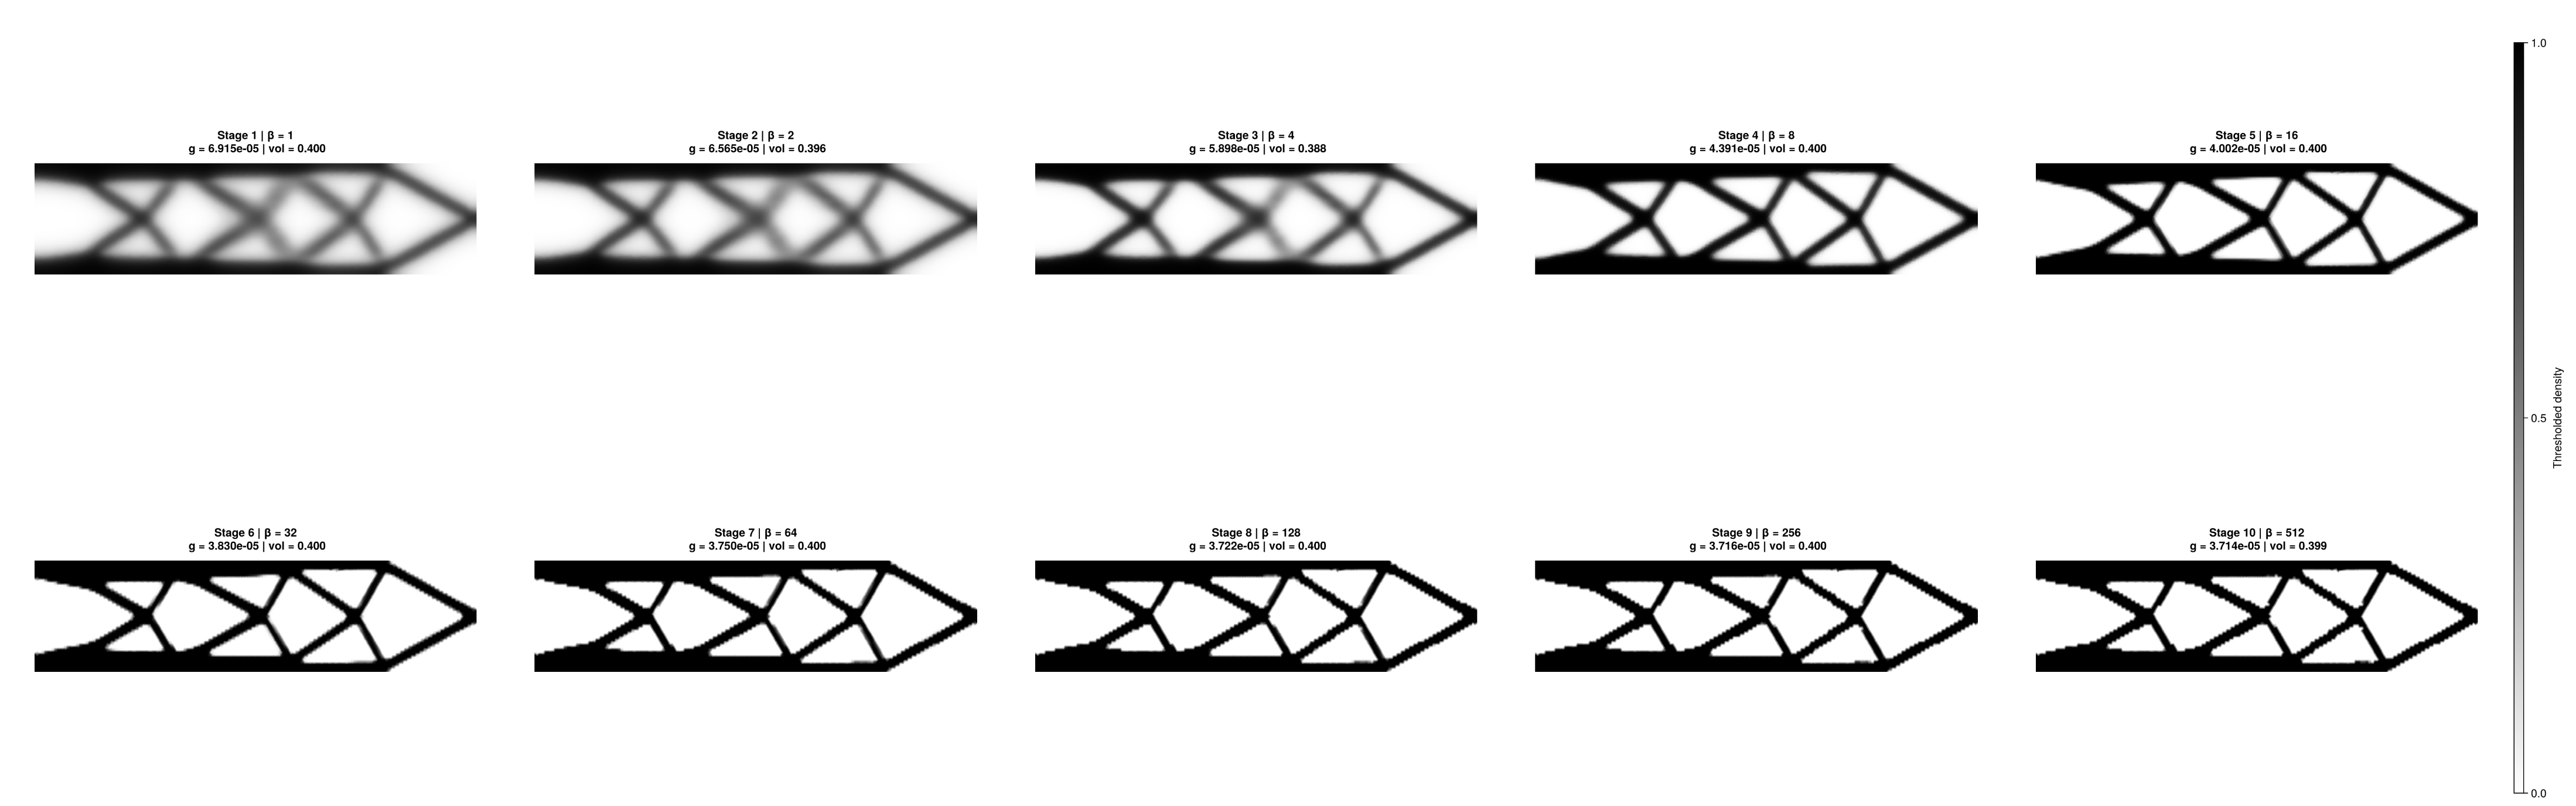 Stage 1 | β = 1
g = 6.915e-05 | vol = 0.400
Stage 2 | β = 2
g = 6.565e-05 | vol = 0.396
Stage 3 | β = 4
g = 5.898e-05 | vol = 0.388
Stage 4 | β = 8
g = 4.391e-05 | vol = 0.400
Stage 5 | β = 16
g = 4.002e-05 | vol = 0.400
Stage 6 | β = 32
g = 3.830e-05 | vol = 0.400
Stage 7 | β = 64
g = 3.750e-05 | vol = 0.400
Stage 8 | β = 128
g = 3.722e-05 | vol = 0.400
Stage 9 | β = 256
g = 3.716e-05 | vol = 0.400
Stage 10 | β = 512
g = 3.714e-05 | vol = 0.399
1.0
0.5
0.0
Thresholded density